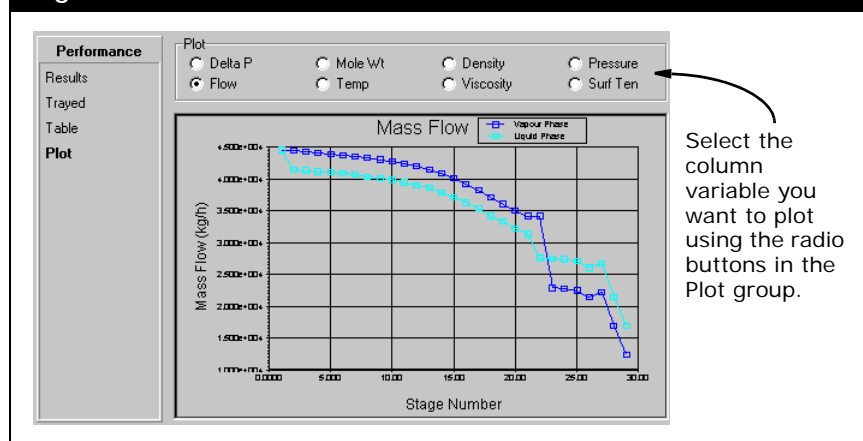 Performance
Results
Trayed
Table
Plot
Plot
Delta P
Mole Wt
Density
Pressure
Flow
Temp
Viscosity
Surf Ten
Mass Flow
Vapour Phase
Liquid Phase
Mass Flow (kg/h)
4.500e+004
4.000e+004
3.500e+004
3.000e+004
2.500e+004
2.000e+004
1.500e+004
1.000e+004
0.0000
5.000
10.00
15.00
20.00
25.00
30.00
Stage Number
Select the
column
variable you
want to plot
using the radio
buttons in the
Plot group.